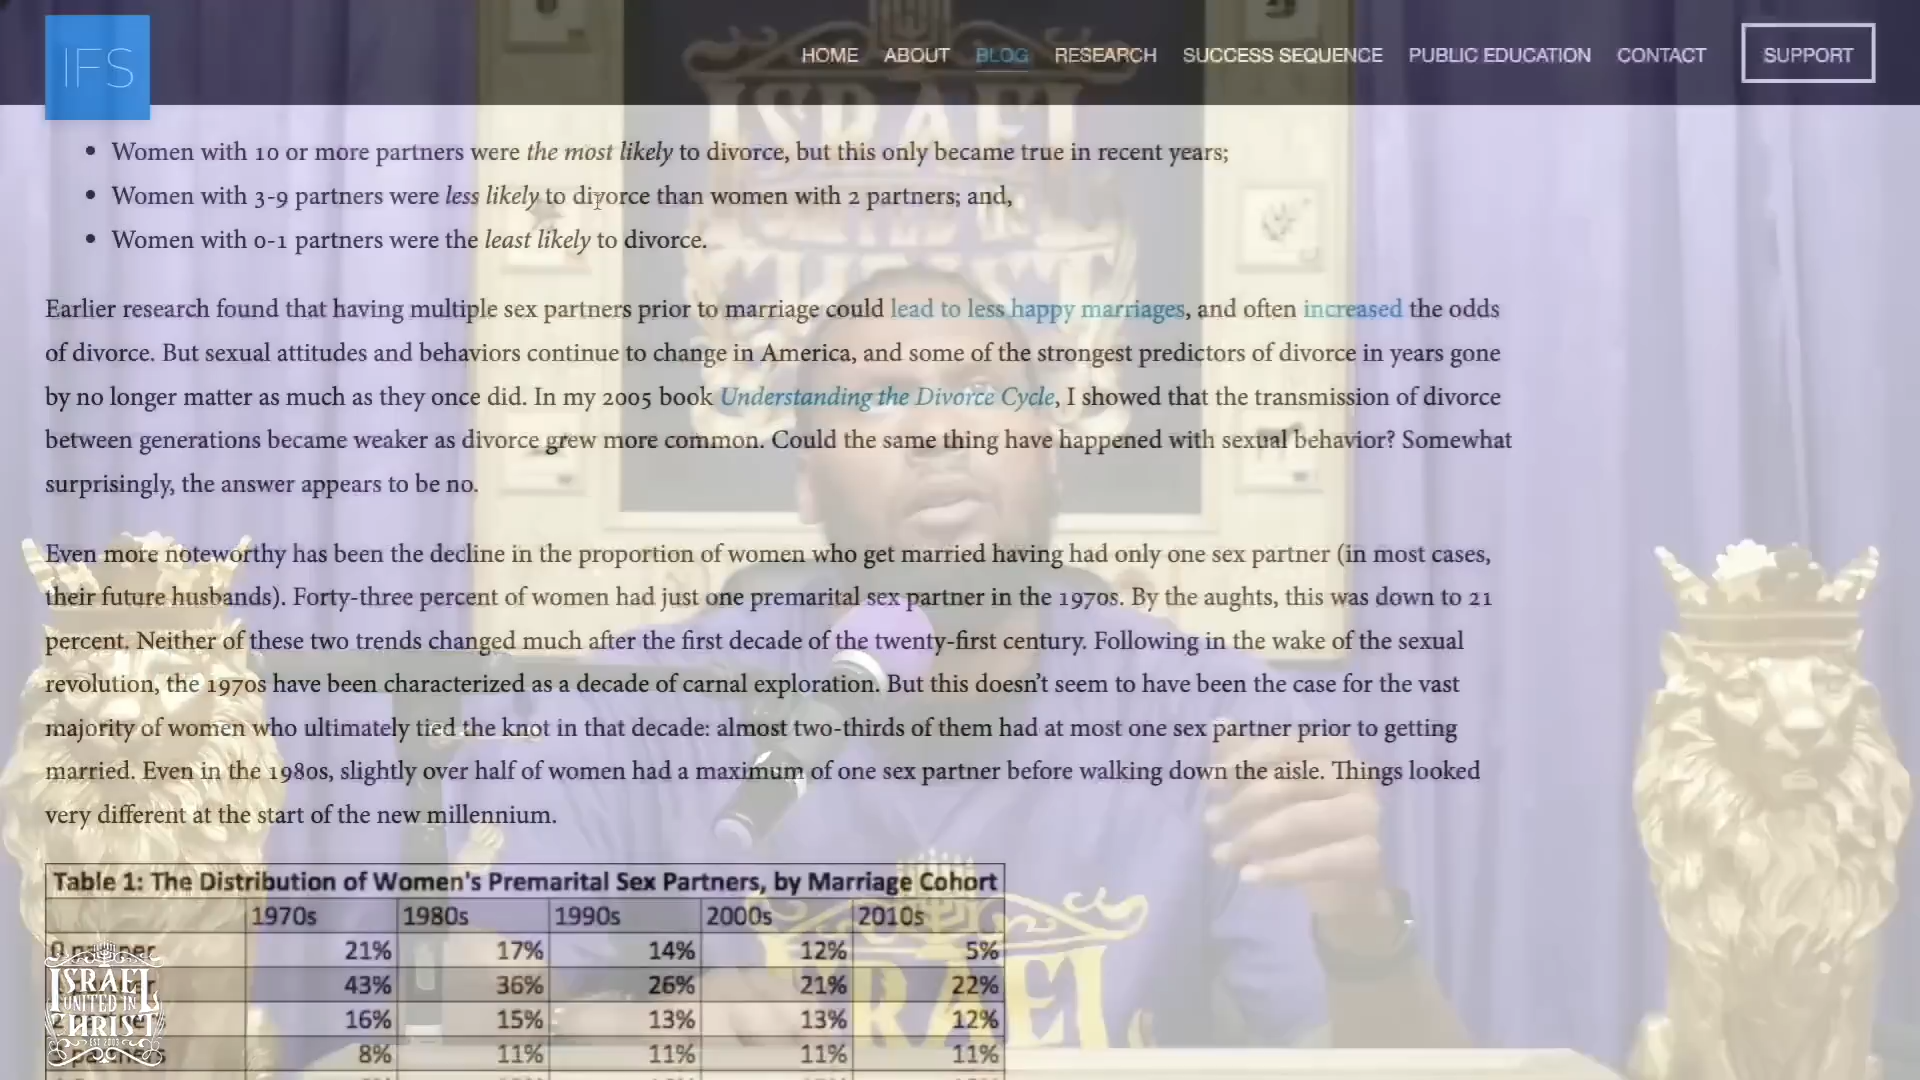 IFS
HOME ABOUT BLOG RESEARCH SUCCESS SEQUENCE PUBLIC EDUCATION CONTACT SUPPORT
• Women with 10 or more partners were the most likely to divorce, but this only became true in recent years;
• Women with 3-9 partners were less likely to divorce than women with 2 partners; and,
• Women with 0-1 partners were the least likely to divorce.
Earlier research found that having multiple sex partners prior to marriage could lead to less happy marriages, and often increased the odds
of divorce. But sexual attitudes and behaviors continue to change in America, and some of the strongest predictors of divorce in years gone
by no longer matter as much as they once did. In my 2005 book Understanding the Divorce Cycle, I showed that the transmission of divorce
between generations became weaker as divorce grew more common. Could the same thing have happened with sexual behavior? Somewhat
surprisingly, the answer appears to be no.
Even more noteworthy has been the decline in the proportion of women who get married having had only one sex partner (in most cases,
their future husbands). Forty-three percent of women had just one premarital sex partner in the 1970s. By the aughts, this was down to 21
percent. Neither of these two trends changed much after the first decade of the twenty-first century. Following in the wake of the sexual
revolution, the 1970s have been characterized as a decade of carnal exploration. But this doesn't seem to have been the case for the vast
majority of women who ultimately tied the knot in that decade: almost two-thirds of them had at most one sex partner prior to getting
married. Even in the 1980s, slightly over half of women had a maximum of one sex partner before walking down the aisle. Things looked
very different at the start of the new millennium.
Table 1: The Distribution of Women's Premarital Sex Partners, by Marriage Cohort
1970s 1980s 1990s 2000s 2010s
0 partner 21% 17% 14% 12% 5%
43% 36% 26% 21% 22%
16% 15% 13% 13% 12%
8% 11% 11% 11% 11%
ISRAEL
UNITED IN
CHRIST
EST 2003
ISRAEL
UNITED IN
CHRIST
ISRAEL